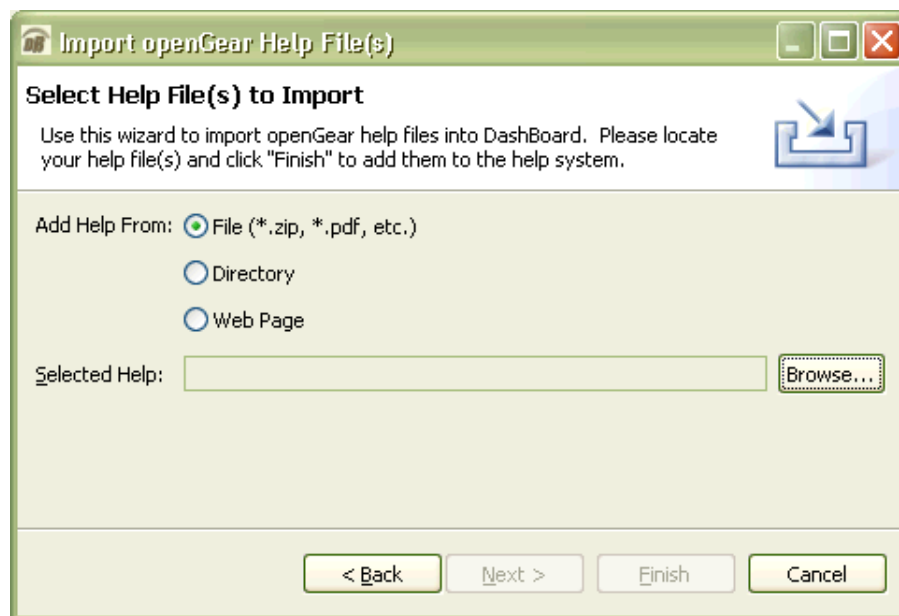 DB Import openGear Help File(s)
Select Help File(s) to Import
Use this wizard to import openGear help files into DashBoard. Please locate
your help file(s) and click "Finish" to add them to the help system.
Add Help From: File (*.zip, *.pdf, etc.)
Directory
Web Page
Selected Help: Browse...
< Back Next > Finish Cancel